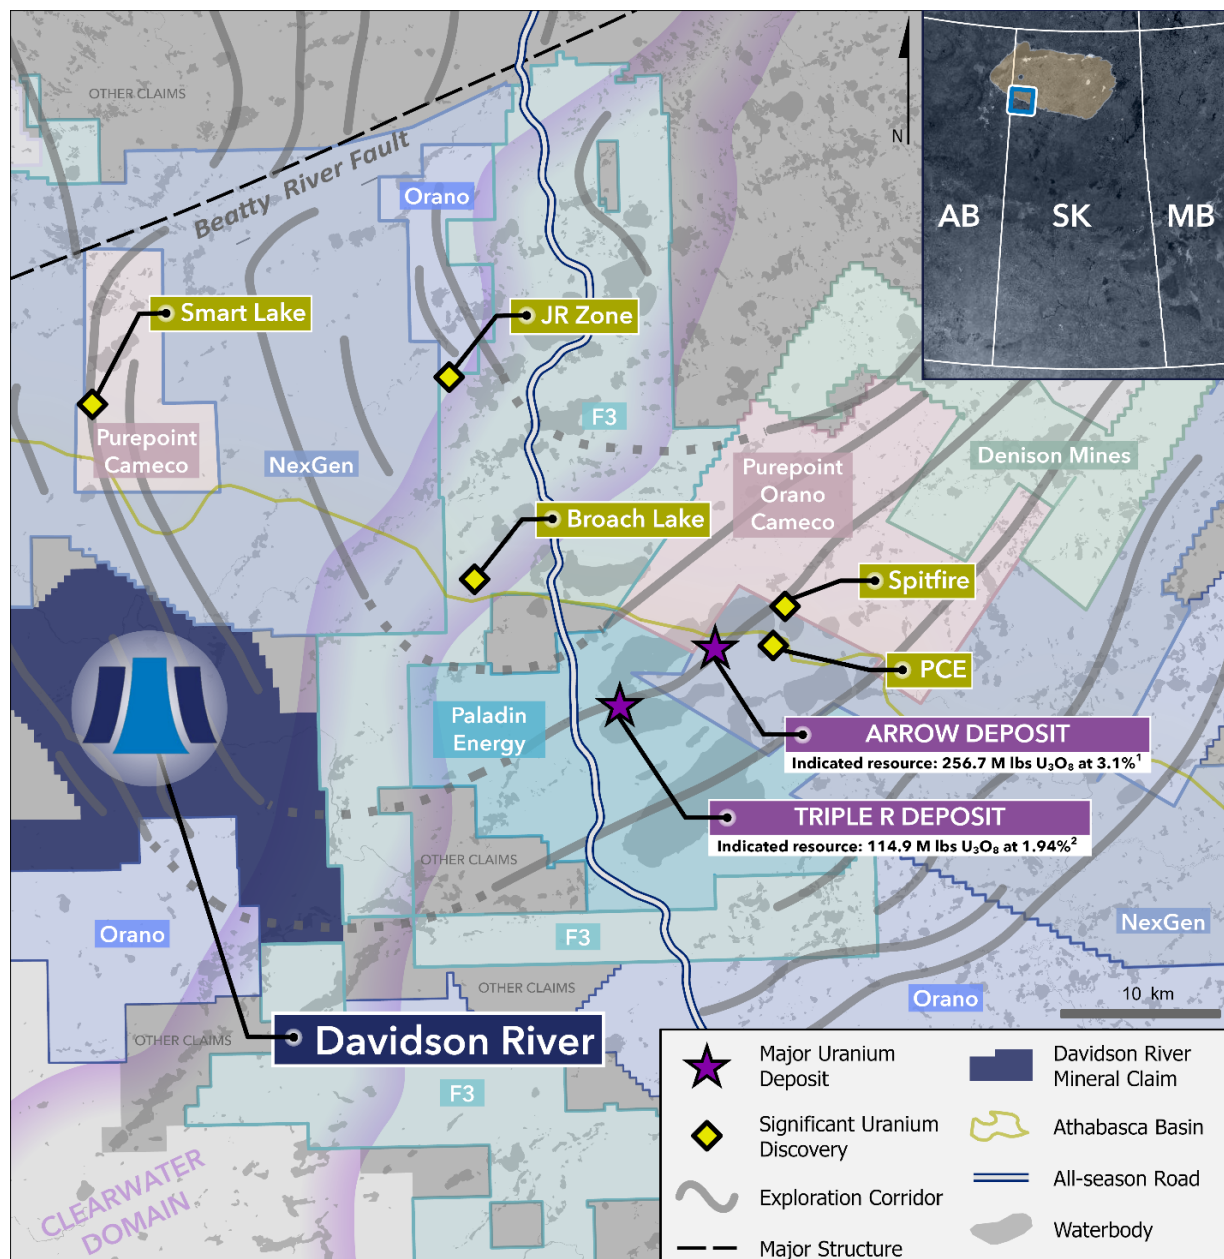 OTHER CLAIMS
Beatty River Fault
Orano
N
AB
SK
MB
Smart Lake
JR Zone
F3
Purepoint
Cameco
NexGen
Purepoint
Orano
Cameco
Denison Mines
Broach Lake
Spitfire
PCE
Paladin
Energy
ARROW DEPOSIT
Indicated resource: 256.7 M lbs U₃O₈ at 3.1%¹
TRIPLE R DEPOSIT
Indicated resource: 114.9 M lbs U₃O₈ at 1.94%²
OTHER CLAIMS
Orano
F3
NexGen
OTHER CLAIMS
Orano
10 km
OTHER CLAIMS
Davidson River
F3
CLEARWATER
DOMAIN
Major Uranium
Deposit
Significant Uranium
Discovery
Exploration Corridor
Major Structure
Davidson River
Mineral Claim
Athabasca Basin
All-season Road
Waterbody